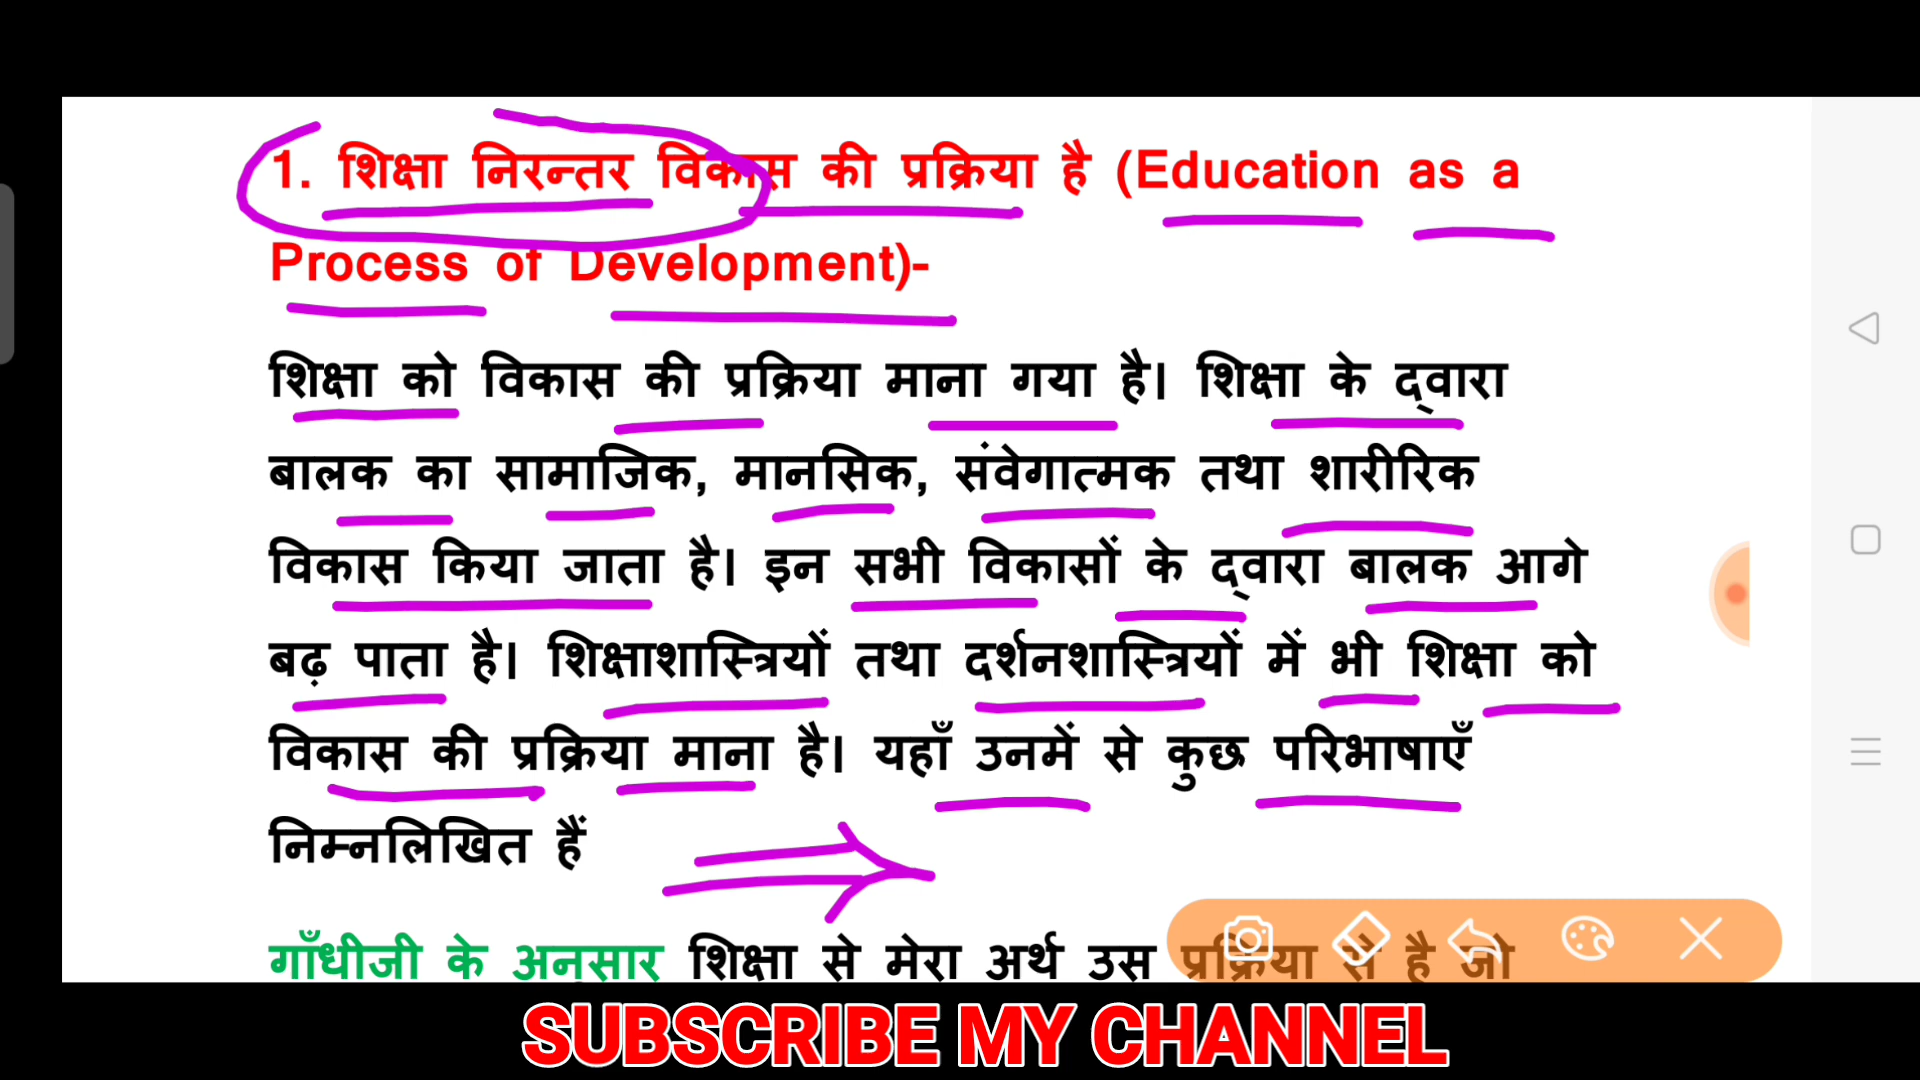 1. शिक्षा निरन्तर विकास की प्रक्रिया है (Education as a
Process of Development)-
शिक्षा को विकास की प्रक्रिया माना गया है। शिक्षा के द्वारा
बालक का सामाजिक, मानसिक, संवेगात्मक तथा शारीरिक
विकास किया जाता है। इन सभी विकासों के द्वारा बालक आगे
बढ़ पाता है। शिक्षाशास्त्रियों तथा दर्शनशास्त्रियों में भी शिक्षा को
विकास की प्रक्रिया माना है। यहाँ उनमें से कुछ परिभाषाएँ
निम्नलिखित हैं
गाँधीजी के अनुसार शिक्षा से मेरा अर्थ उस प्रक्रिया से है जो
SUBSCRIBE MY CHANNEL